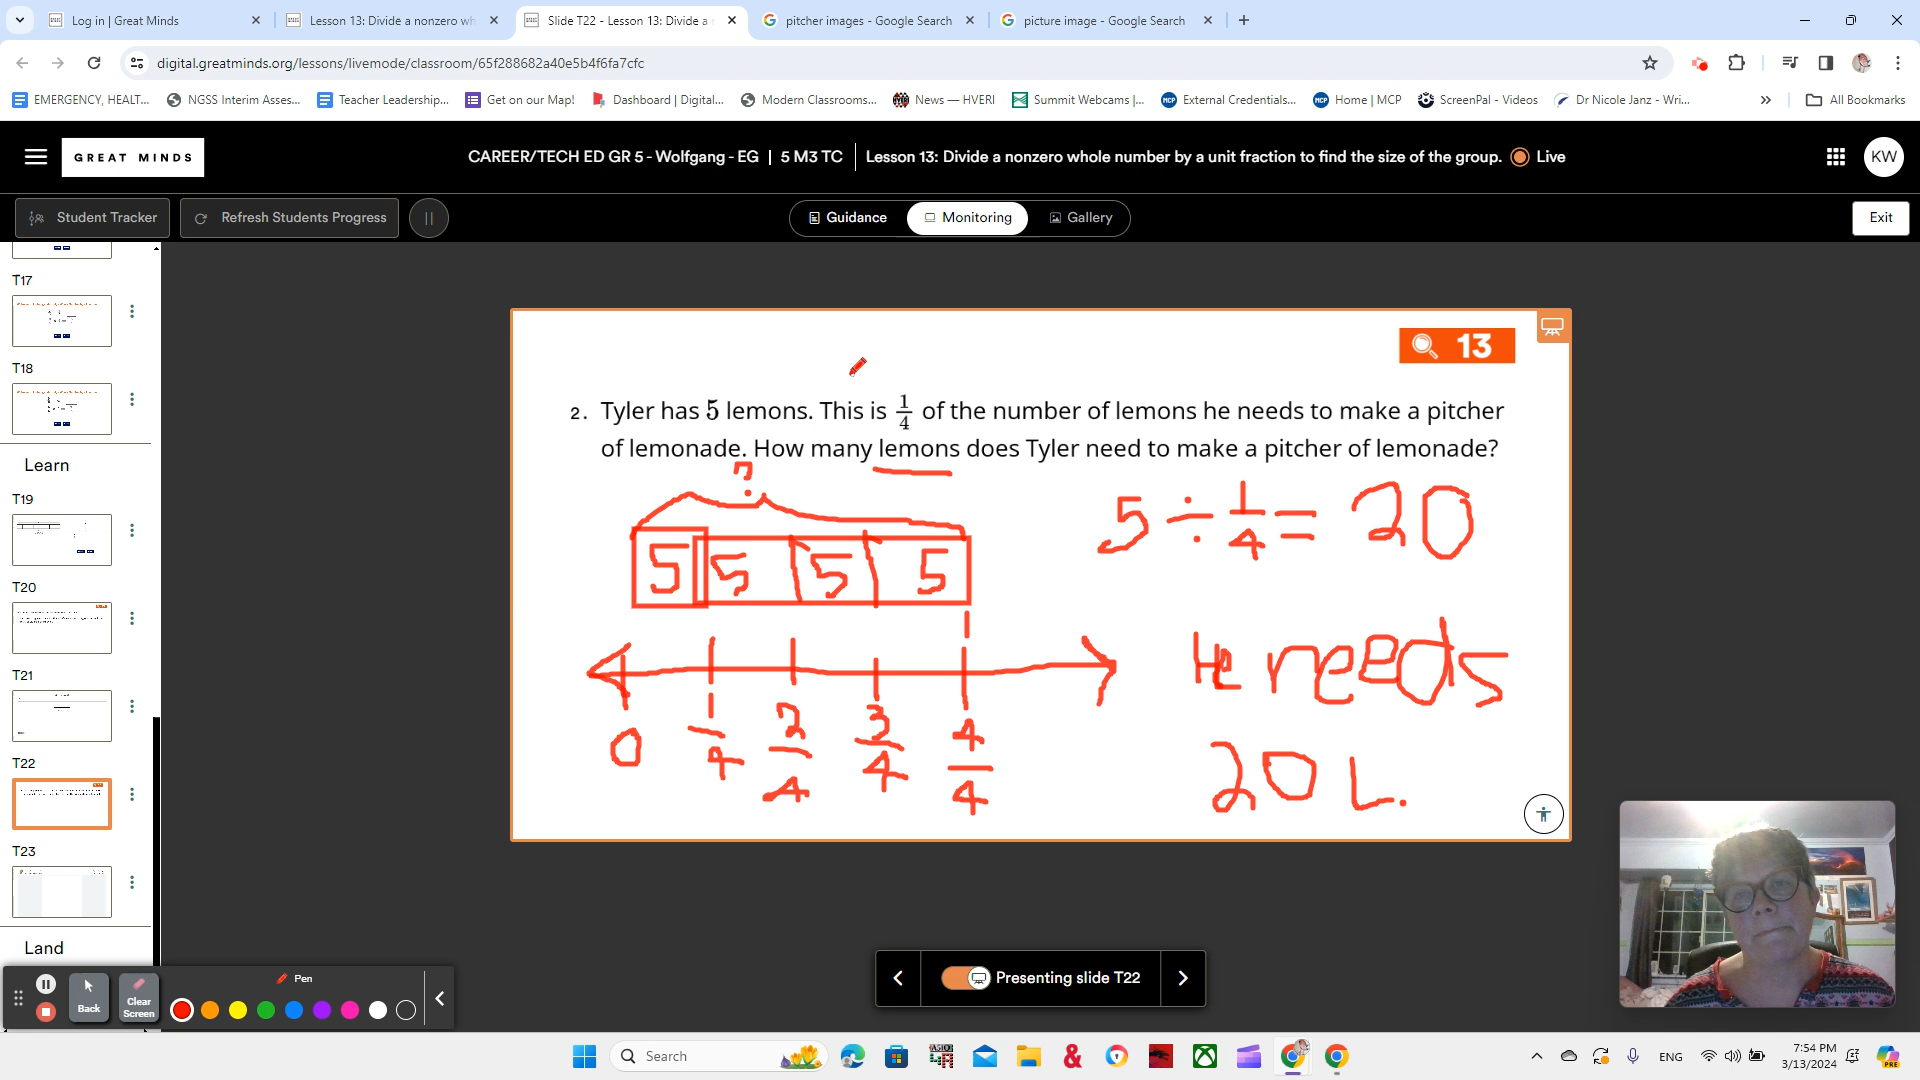 Log in | Great Minds
Lesson 13: Divide a nonzero wh
Slide T22 - Lesson 13: Divide a
pitcher images - Google Search
picture image - Google Search
digital.greatminds.org/lessons/livemode/classroom/65f288682a40e5b4f6fa7cfc
EMERGENCY, HEALT...
NGSS Interim Asses...
Teacher Leadership...
Get on our Map!
Dashboard | Digital...
Modern Classrooms...
News — HVERI
Summit Webcams |...
External Credentials...
Home | MCP
ScreenPal - Videos
Dr Nicole Janz - Wri...
All Bookmarks
GREAT MINDS
CAREER/TECH ED GR 5 - Wolfgang - EG | 5 M3 TC
Lesson 13: Divide a nonzero whole number by a unit fraction to find the size of the group.
Live
KW
Student Tracker
Refresh Students Progress
Guidance
Monitoring
Gallery
Exit
T17
T18
Learn
T19
T20
T21
T22
T23
Land
13
2. Tyler has 5 lemons. This is 1/4 of the number of lemons he needs to make a pitcher
of lemonade. How many lemons does Tyler need to make a pitcher of lemonade?
?
5 5 5 5
5 ÷ 1/4 = 20
0 1/4 2/4 3/4 4/4
He needs
20 L.
Presenting slide T22
Pen
Back
Clear
Screen
Search
ENG
7:54 PM
3/13/2024